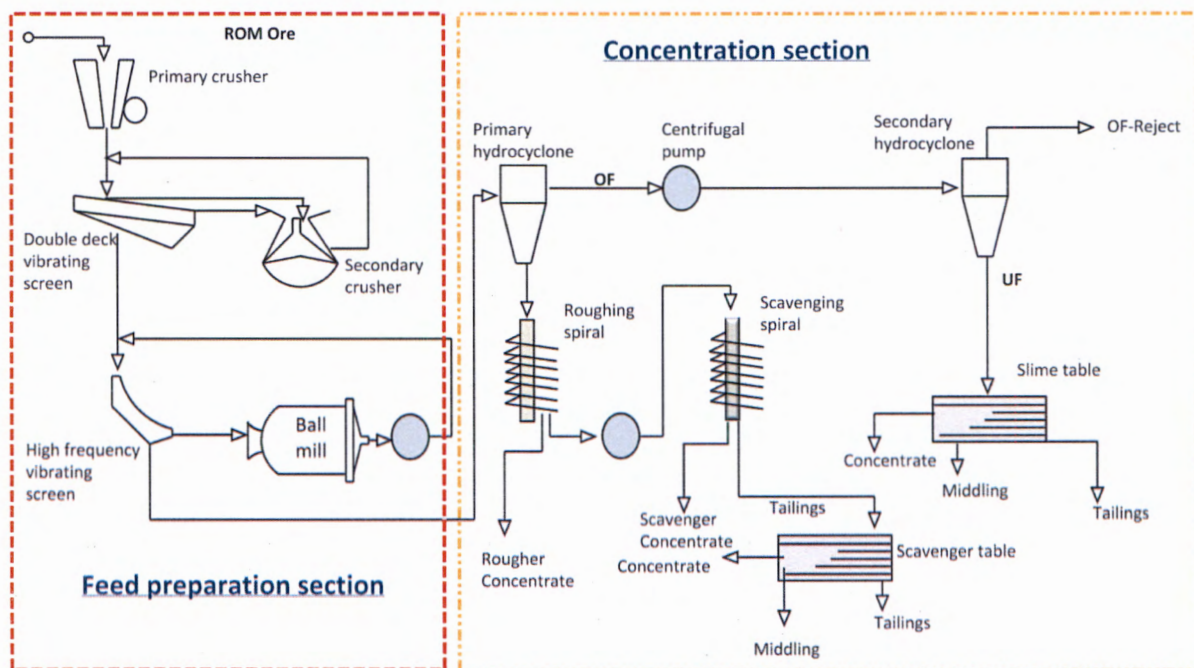 ROM Ore
Primary crusher
Double deck
vibrating
screen
Secondary
crusher
High frequency
vibrating
screen
Ball
mill
Feed preparation section
Concentration section
Primary
hydrocyclone
OF
Centrifugal
pump
Secondary
hydrocyclone
OF-Reject
UF
Roughing
spiral
Scavenging
spiral
Slime table
Concentrate
Middling
Tailings
Rougher
Concentrate
Scavenger
Concentrate
Tailings
Concentrate
Scavenger table
Middling
Tailings